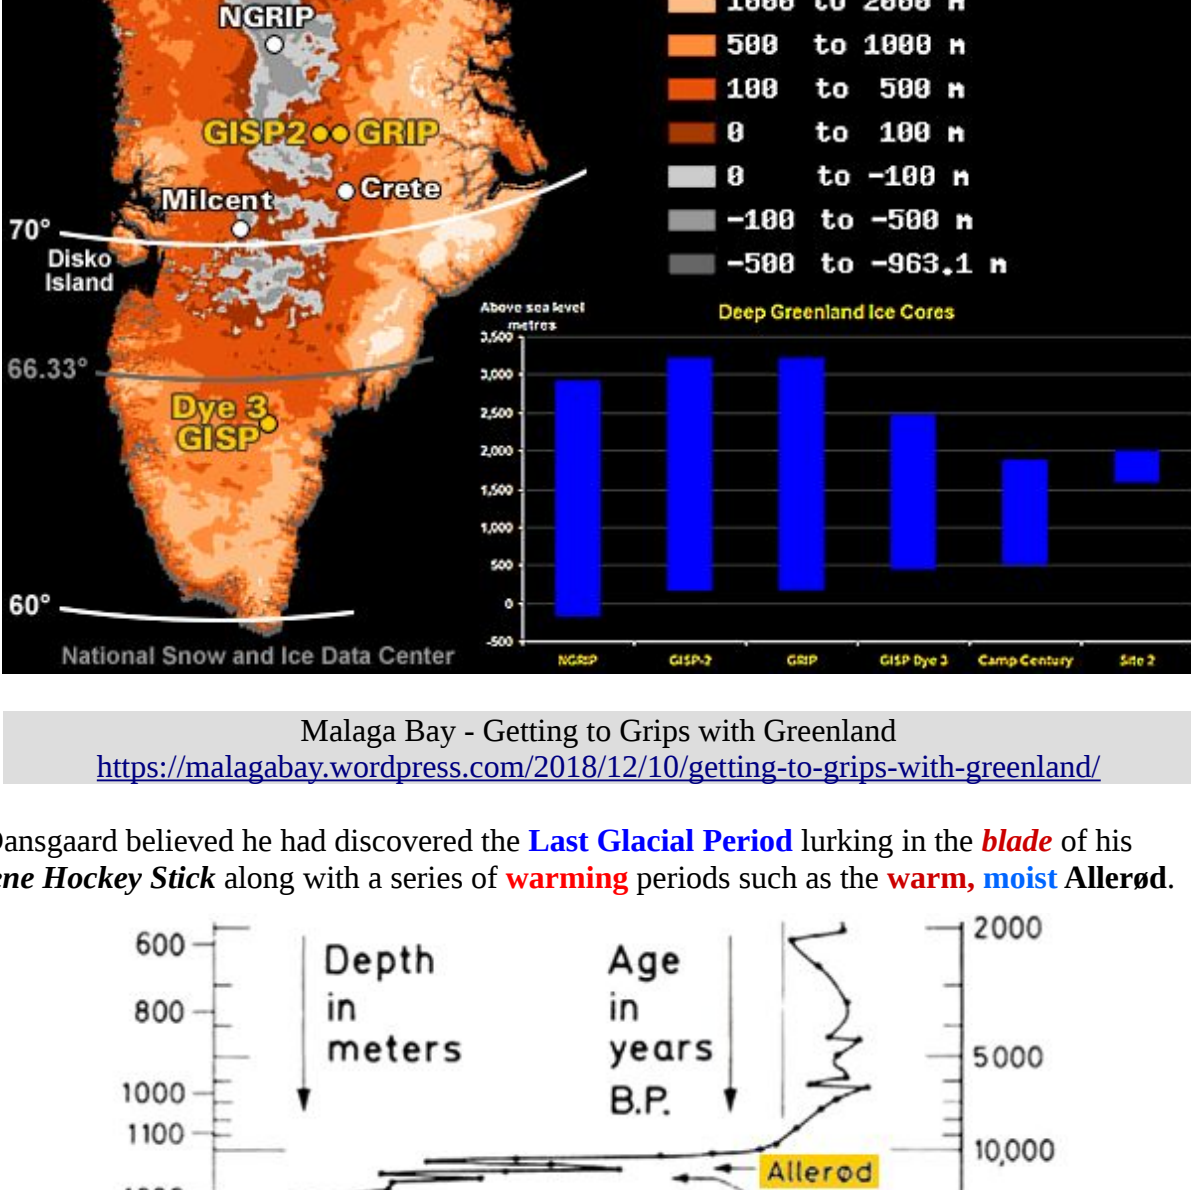 NGRIP
1000 to 2000 m
500 to 1000 m
100 to 500 m
GISP2 GRIP
0 to 100 m
Milcent
Crete
0 to -100 m
-100 to -500 m
70°
Disko
Island
-500 to -963.1 m
Above sea level
metres
Deep Greenland Ice Cores
3,500
3,000
2,500
2,000
1,500
1,000
500
0
-500
66.33°
Dye 3
GISP
60°
National Snow and Ice Data Center
NGRIP GISP-2 GRIP GISP Dye 3 Camp Century Site 2
Malaga Bay - Getting to Grips with Greenland
https://malagabay.wordpress.com/2018/12/10/getting-to-grips-with-greenland/
Dansgaard believed he had discovered the Last Glacial Period lurking in the blade of his
ene Hockey Stick along with a series of warming periods such as the warm, moist Allerød.
600
800
1000
1100
Depth
in
meters
Age
in
years
B.P.
2000
5000
10,000
Allerød